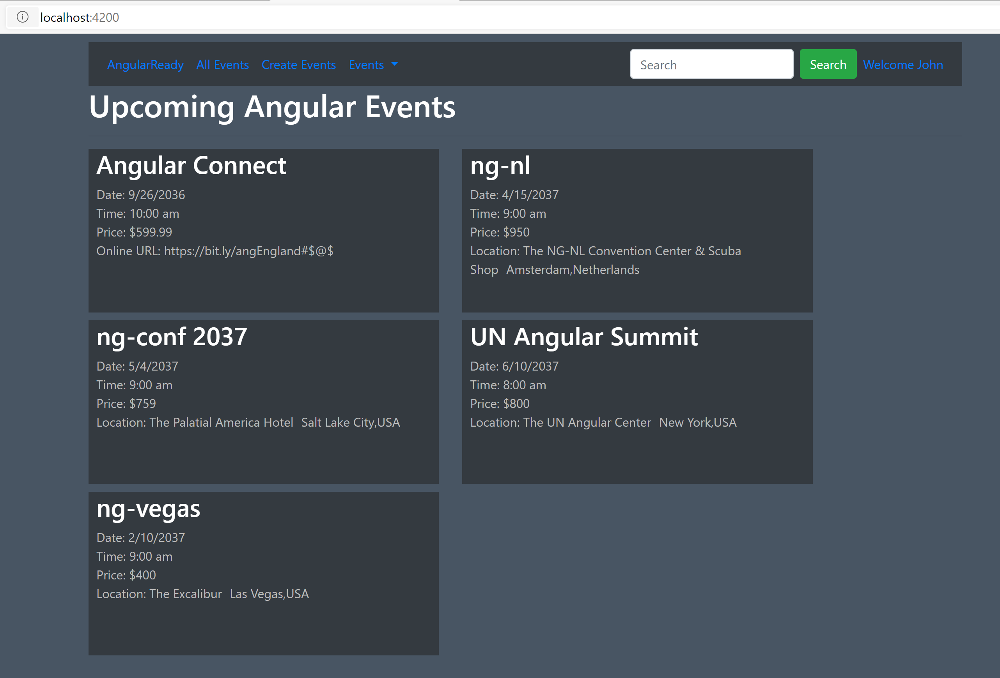 localhost:4200
AngularReady All Events Create Events Events Search Search Welcome John
Upcoming Angular Events
Angular Connect
Date: 9/26/2036
Time: 10:00 am
Price: $599.99
Online URL: https://bit.ly/angEngland#$@$
ng-nl
Date: 4/15/2037
Time: 9:00 am
Price: $950
Location: The NG-NL Convention Center & Scuba
Shop Amsterdam,Netherlands
ng-conf 2037
Date: 5/4/2037
Time: 9:00 am
Price: $759
Location: The Palatial America Hotel Salt Lake City,USA
UN Angular Summit
Date: 6/10/2037
Time: 8:00 am
Price: $800
Location: The UN Angular Center New York,USA
ng-vegas
Date: 2/10/2037
Time: 9:00 am
Price: $400
Location: The Excalibur Las Vegas,USA